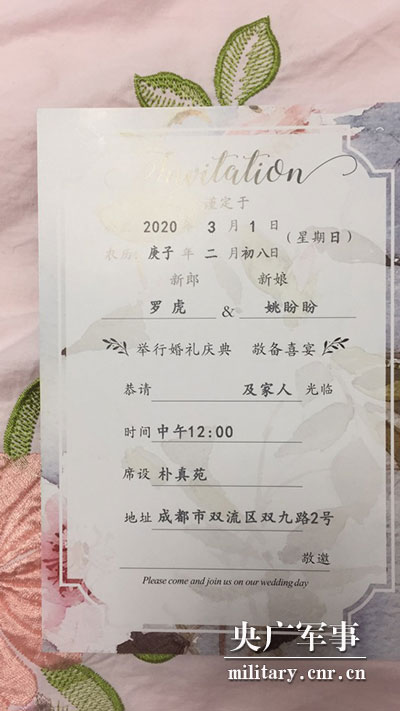 Invitation
谨定于
2020年 3月1日
(星期日)
农历: 庚子年 二月初八日
新郎 新娘
罗虎 & 姚盼盼
举行婚礼庆典 敬备喜宴
恭请 及家人 光临
时间 中午12:00
席设 朴真苑
地址 成都市双流区双九路2号
敬邀
Please come and join us on our wedding day
央广军事
military.cnr.cn